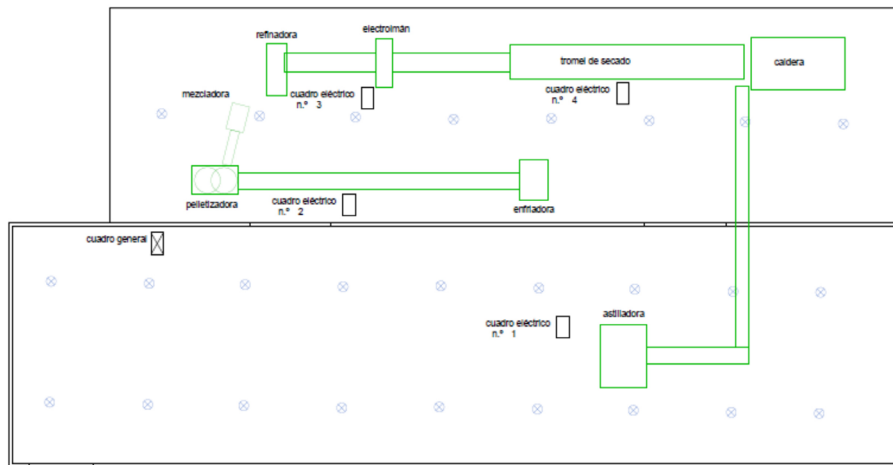 electroimán
refinadora
tromel de secado
caldera
mezcladora
cuadro eléctrico
n.º 3
cuadro eléctrico
n.º 4
pelletizadora
cuadro eléctrico
n.º 2
enfriadora
cuadro general
astilladora
cuadro eléctrico
n.º 1